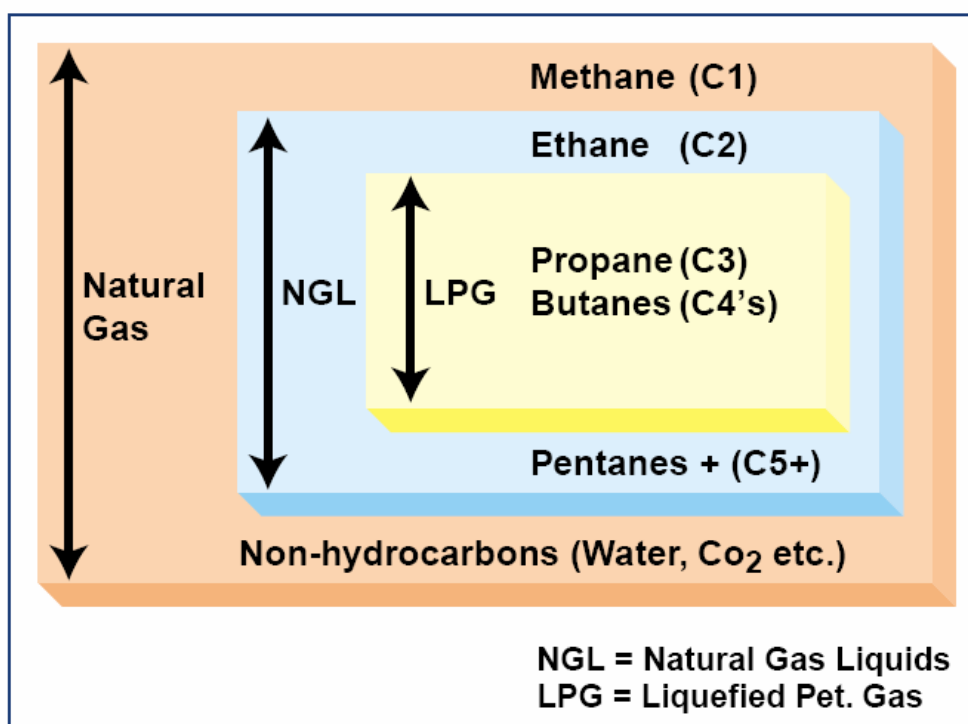 Methane (C1)
Ethane (C2)
Propane (C3)
Butanes (C4's)
Natural
Gas
NGL
LPG
Pentanes + (C5+)
Non-hydrocarbons (Water, Co2 etc.)
NGL = Natural Gas Liquids
LPG = Liquefied Pet. Gas